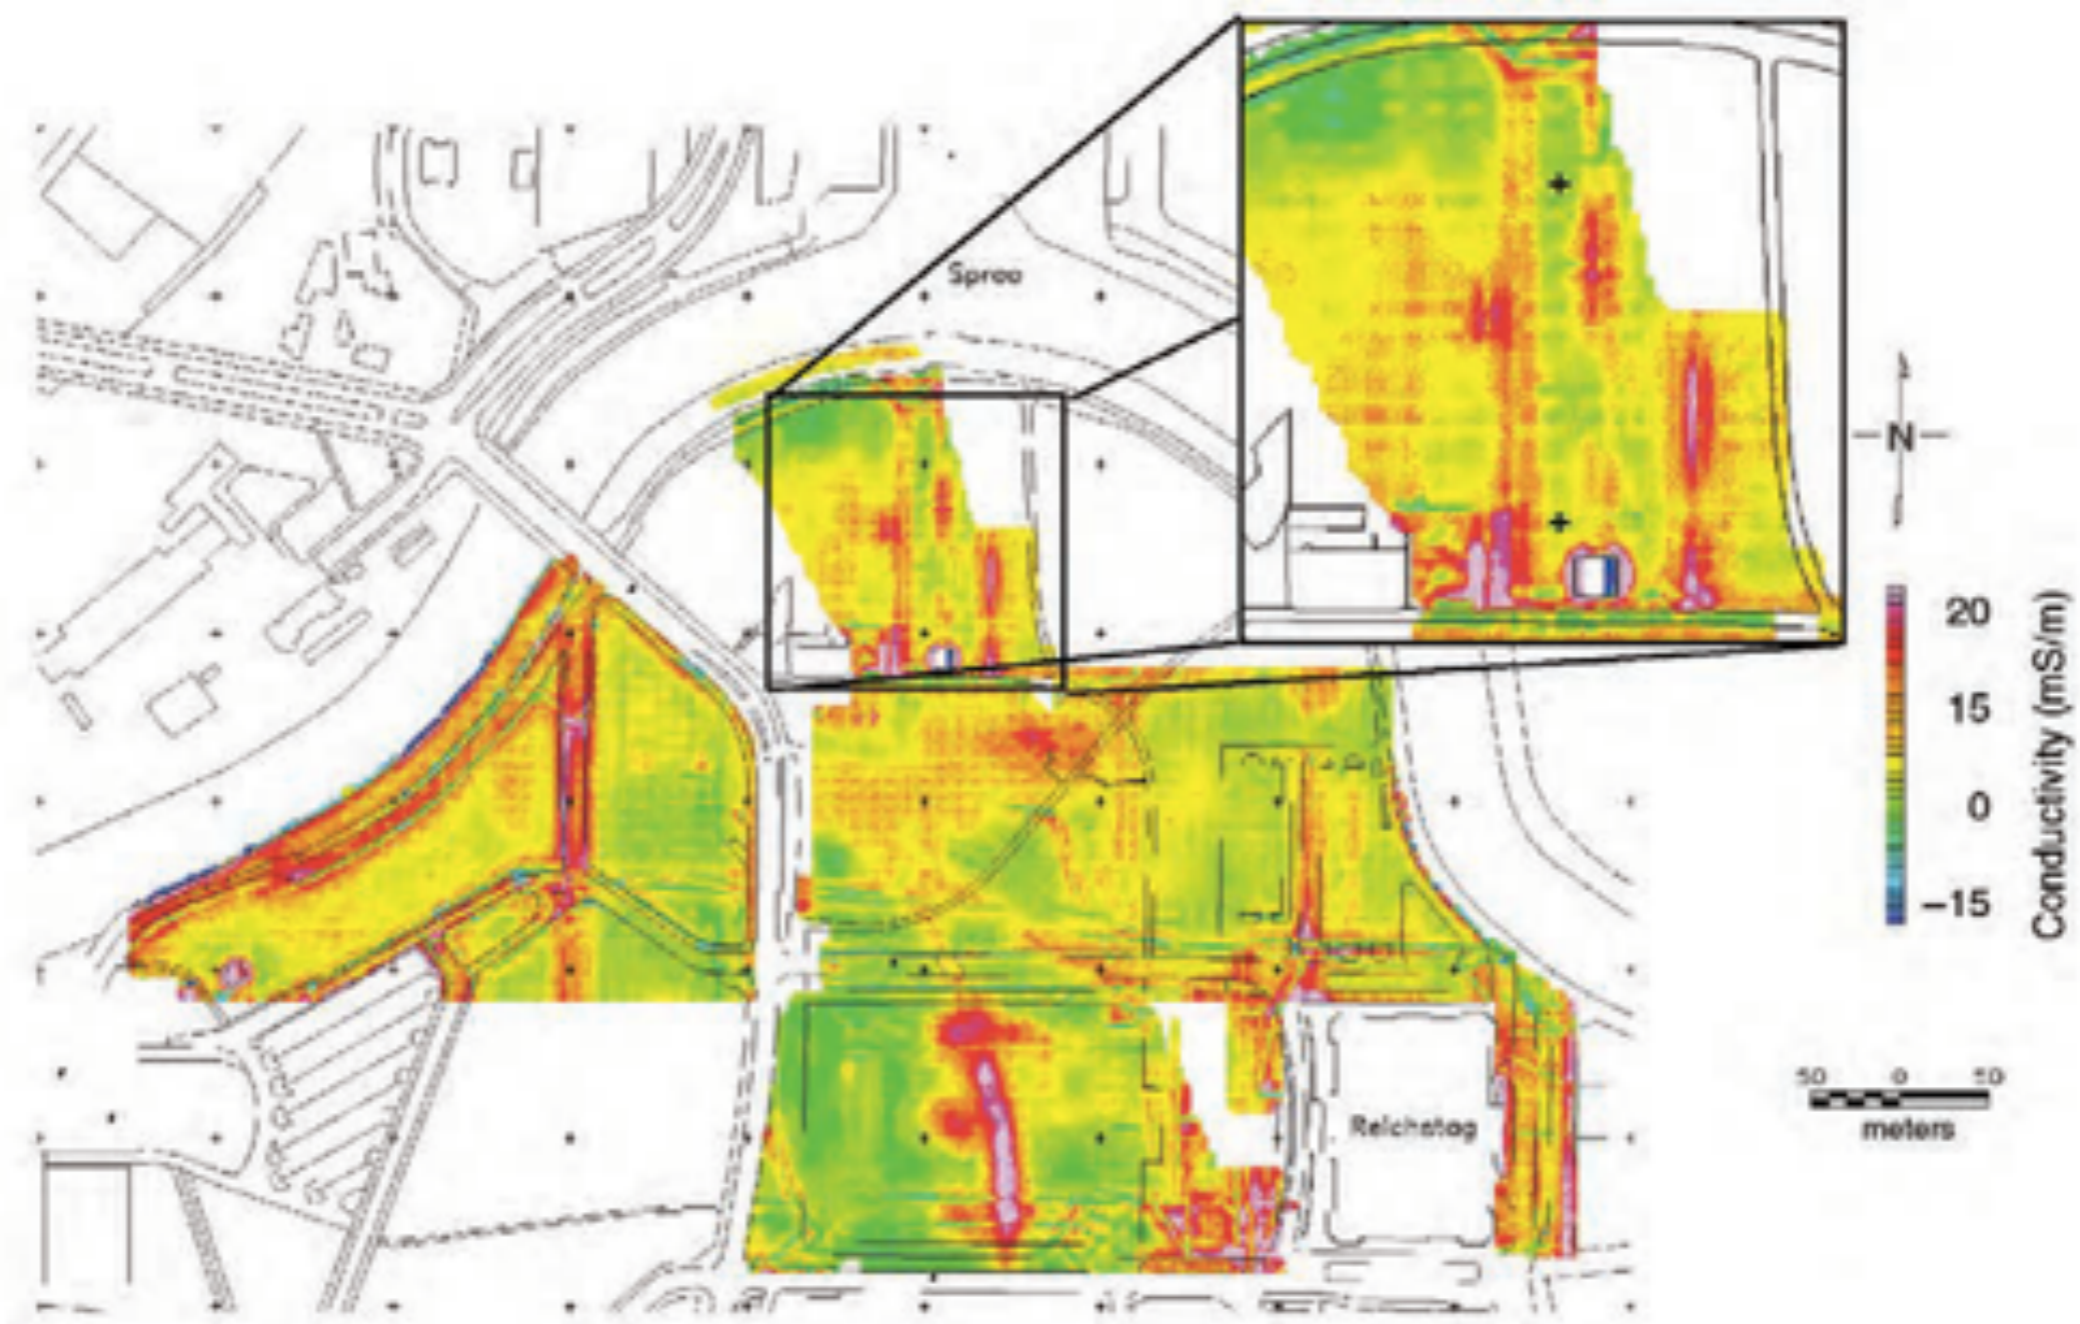 Spree
N
20
15
0
-15
Conductivity (mS/m)
50 0 50
meters
Reichstag